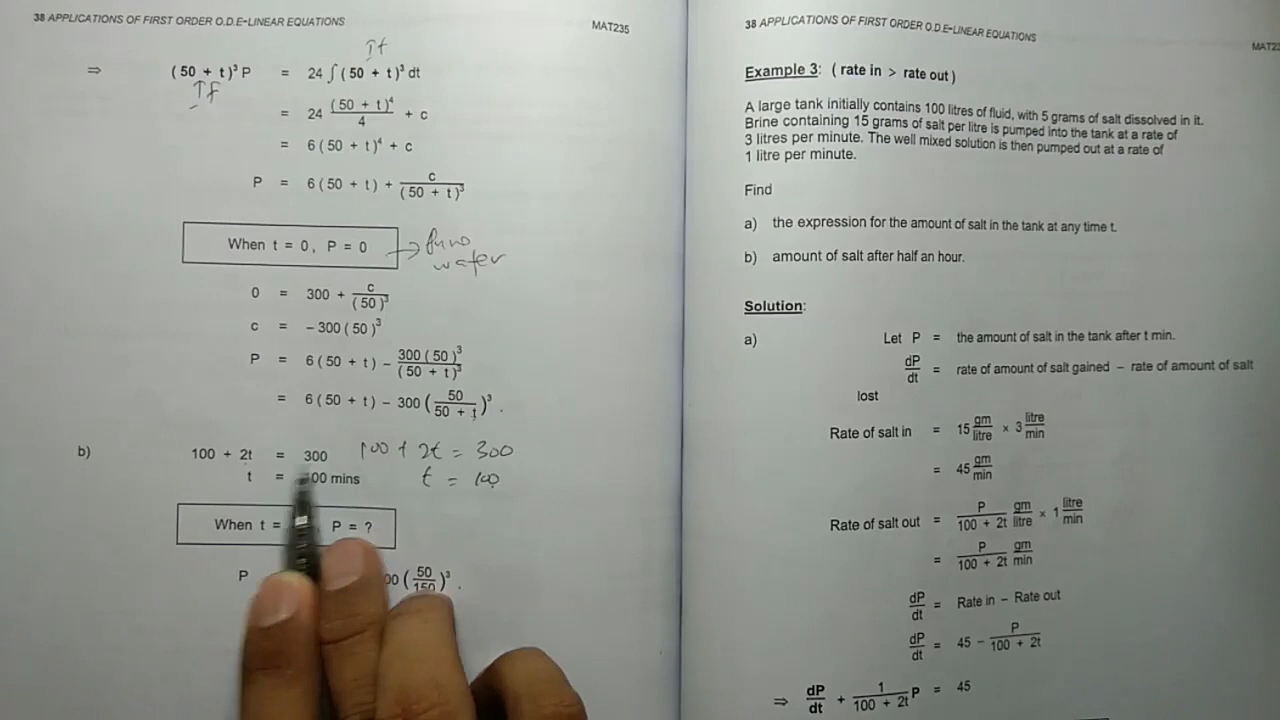 38 APPLICATIONS OF FIRST ORDER O.D.E-LINEAR EQUATIONS
MAT235
If
⇒ (50 + t)³ P = 24 ∫ (50 + t)³ dt
If
= 24 (50 + t)⁴/4 + c
= 6(50 + t)⁴ + c
P = 6(50 + t) + c/(50 + t)³
When t = 0, P = 0
→ water
0 = 300 + c/(50)³
c = – 300(50)³
P = 6(50 + t) – 300(50)³/(50 + t)³
= 6(50 + t) – 300(50/(50 + t))³.
b) 100 + 2t = 300 100 + 2t = 300
t = 00 mins t = 100
When t = P = ?
P 00(50/150)³.
38 APPLICATIONS OF FIRST ORDER O.D.E-LINEAR EQUATIONS
MAT23
Example 3: (rate in > rate out)
A large tank initially contains 100 litres of fluid, with 5 grams of salt dissolved in it.
Brine containing 15 grams of salt per litre is pumped into the tank at a rate of
3 litres per minute. The well mixed solution is then pumped out at a rate of
1 litre per minute.
Find
a) the expression for the amount of salt in the tank at any time t.
b) amount of salt after half an hour.
Solution:
a) Let P = the amount of salt in the tank after t min.
dP/dt = rate of amount of salt gained – rate of amount of salt
lost
Rate of salt in = 15 gm/litre × 3 litre/min
= 45 gm/min
Rate of salt out = P/(100 + 2t) gm/litre × 1 litre/min
= P/(100 + 2t) gm/min
dP/dt = Rate in – Rate out
dP/dt = 45 – P/(100 + 2t)
⇒ dP/dt + 1/(100 + 2t) P = 45